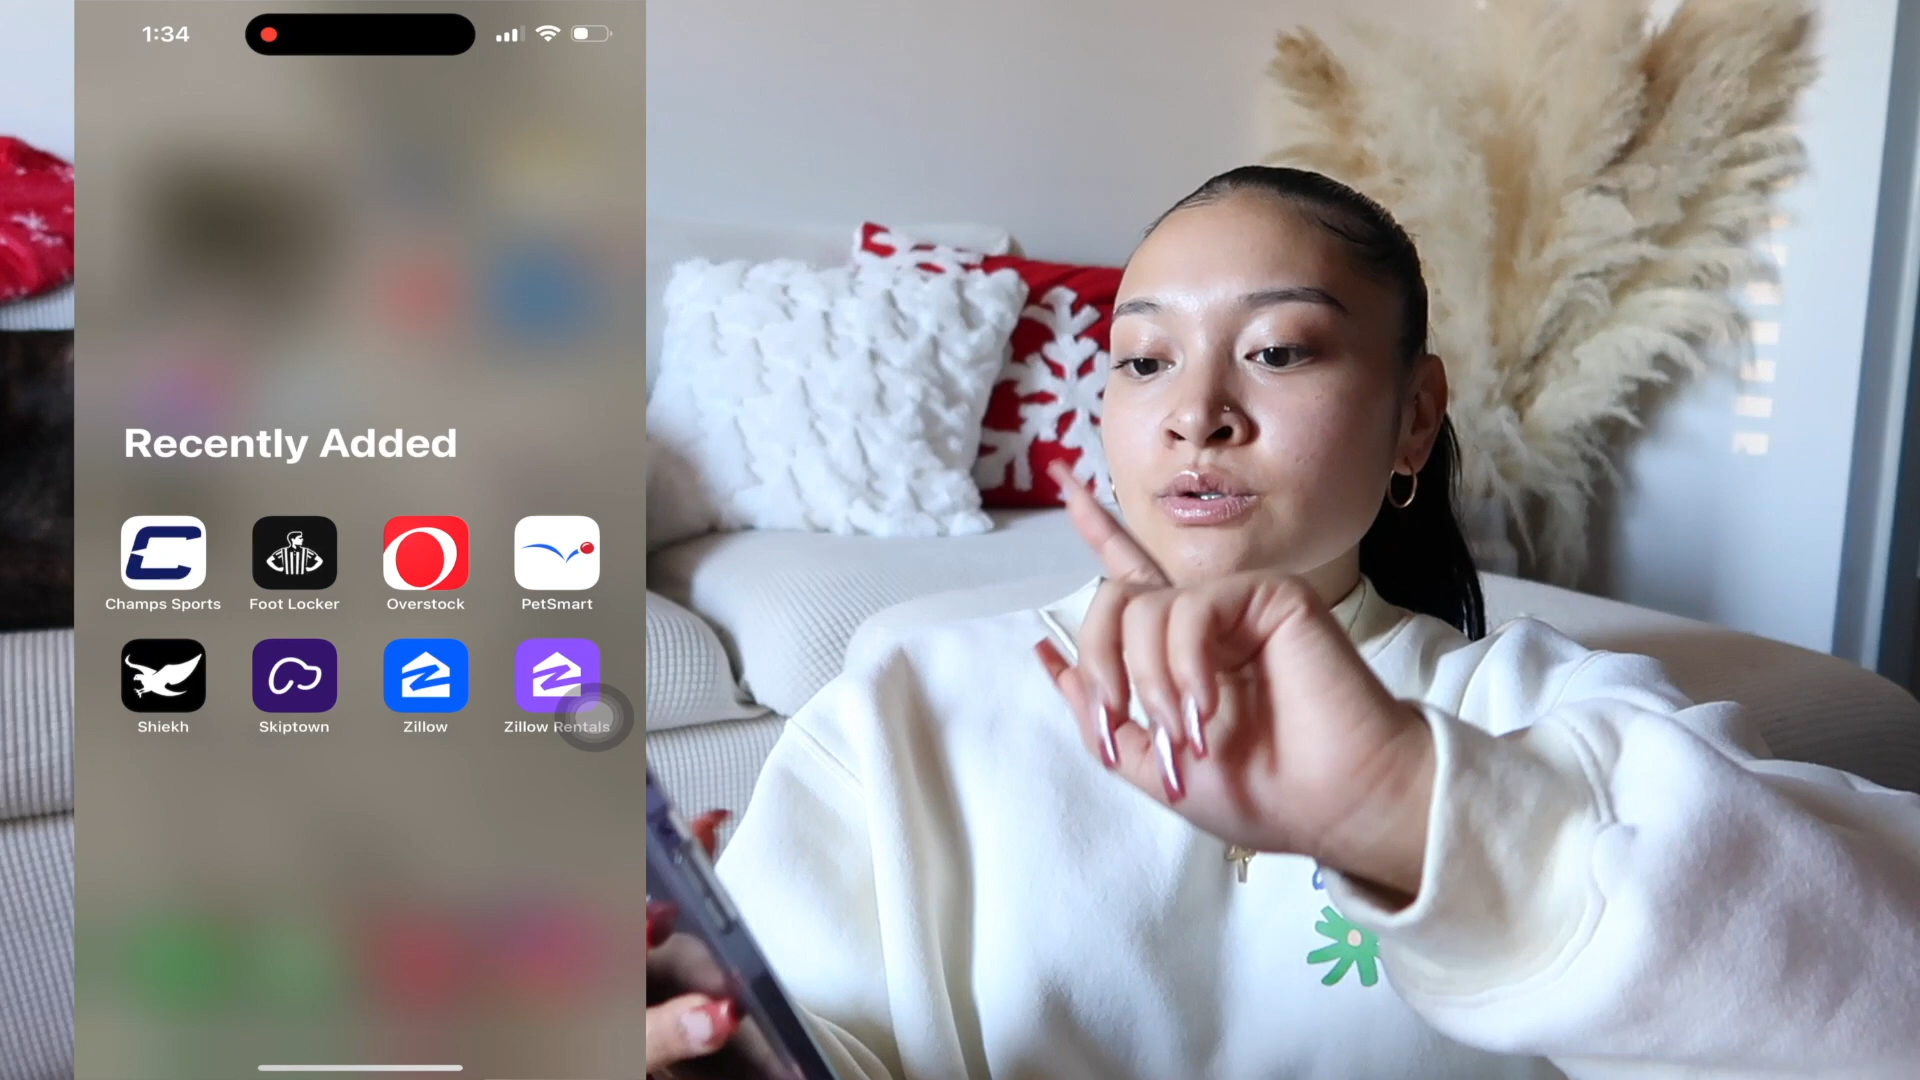 1:34
Recently Added
Champs Sports Foot Locker Overstock PetSmart
Shiekh Skiptown Zillow Zillow Rentals